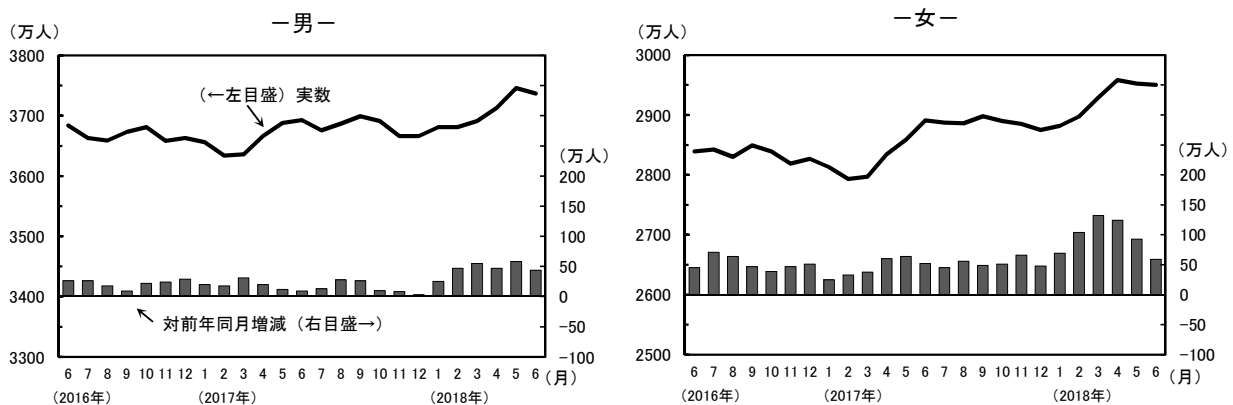 －男－
（万人）
3800
3700
3600
3500
3400
3300
（←左目盛）実数
（万人）
200
150
100
50
0
−50
−100
対前年同月増減（右目盛→）
6 7 8 9 10 11 12 1 2 3 4 5 6 7 8 9 10 11 12 1 2 3 4 5 6（月）
（2016年） （2017年） （2018年）
－女－
（万人）
3000
2900
2800
2700
2600
2500
（万人）
200
150
100
50
0
−50
−100
6 7 8 9 10 11 12 1 2 3 4 5 6 7 8 9 10 11 12 1 2 3 4 5 6（月）
（2016年） （2017年） （2018年）